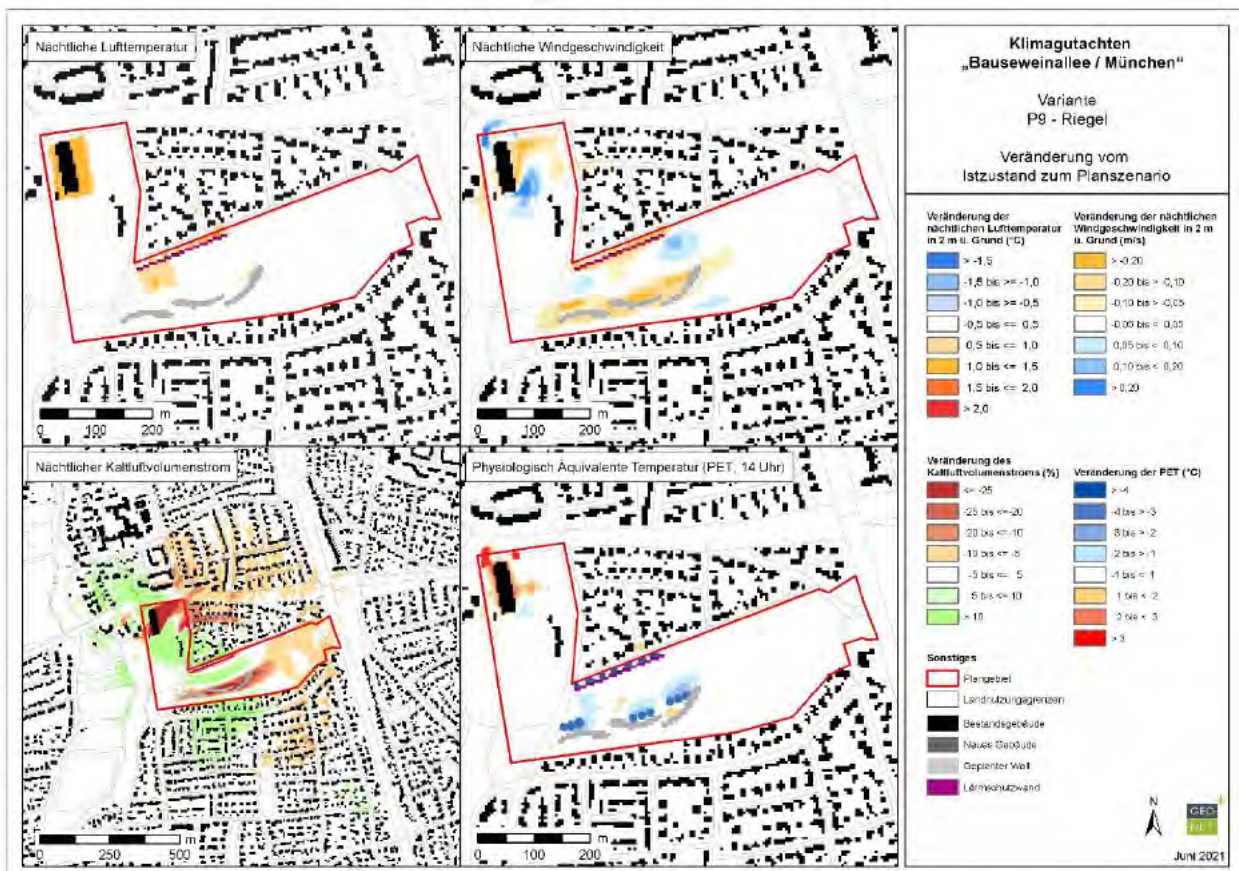 Nächtliche Lufttemperatur
0 100 200 m
Nächtliche Windgeschwindigkeit
0 100 200 m
Nächtlicher Kaltluftvolumenstrom
0 500 m
Physiologisch Äquivalente Temperatur (PET, 14 Uhr)
0 100 200 m
Klimagutachten
„Bauseweinallee / München“
Variante
P9 - Riegel
Veränderung vom
Istzustand zum Planszenario
Veränderung der
nächtlichen Lufttemperatur
in 2 m ü. Grund (°C)
> -1,5
-1,5 bis >= -1,0
-1,0 bis >= -0,5
-0,5 bis <= 0,5
0,5 bis <= 1,0
1,0 bis <= 1,5
1,5 bis <= 2,0
> 2,0
Veränderung der nächtlichen
Windgeschwindigkeit in 2 m
ü. Grund (m/s)
> -0,20
-0,20 bis > -0,10
-0,10 bis > -0,05
-0,05 bis < 0,05
0,05 bis < 0,10
0,10 bis < 0,20
> 0,20
Veränderung des
Kaltluftvolumenstroms (%)
<= -25
-25 bis <= -20
-20 bis <= -10
-10 bis <= -5
-5 bis <= 5
5 bis <= 10
> 10
Veränderung der PET (°C)
> -4
-4 bis > -3
-3 bis > -2
-2 bis > -1
-1 bis < 1
1 bis < 2
2 bis < 3
> 3
Sonstiges
Plangebiet
Landnutzungsgrenzen
Bestandsgebäude
Neues Gebäude
Geplanter Wall
Lärmschutzwand
N
GEO-
NET
Juni 2021